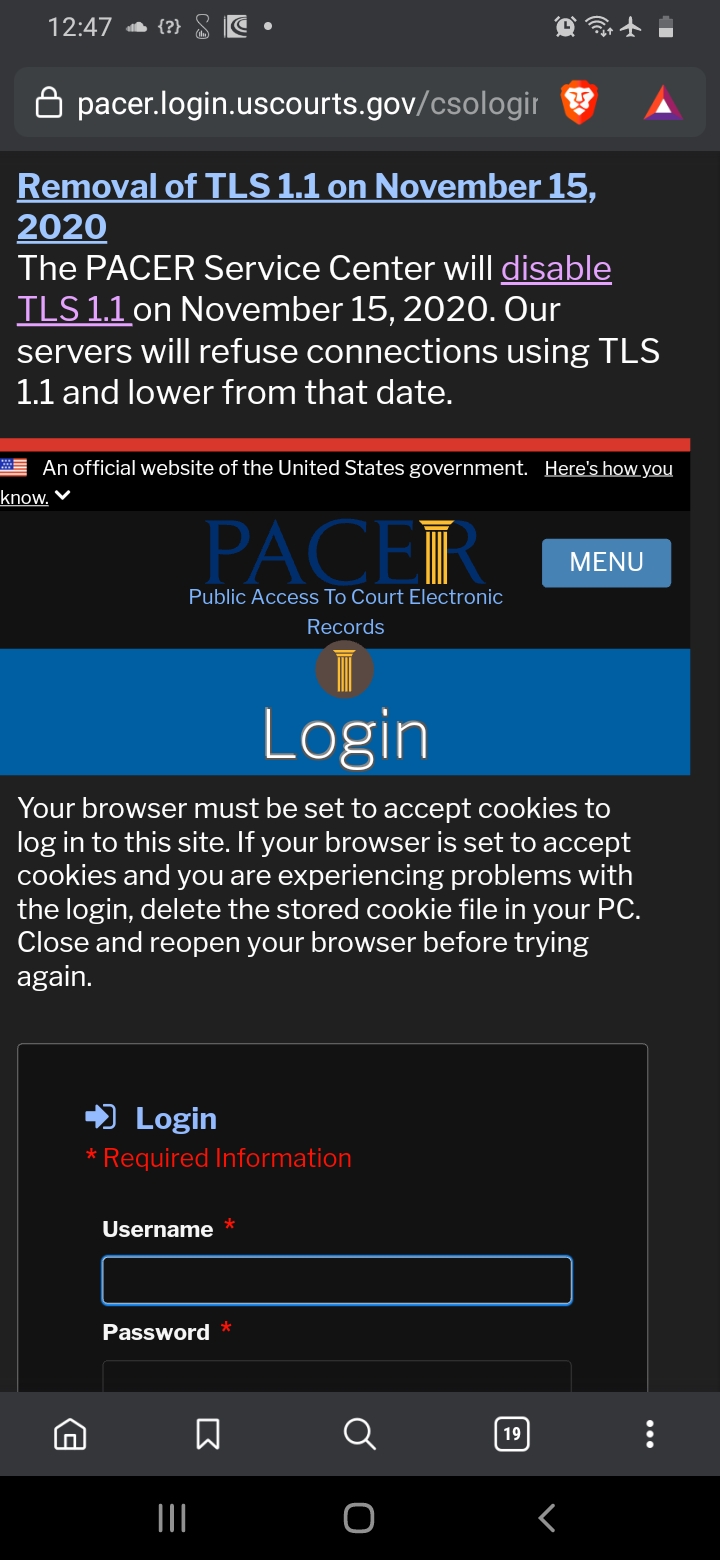 12:47 {?}
pacer.login.uscourts.gov/csologin
Removal of TLS 1.1 on November 15,
2020
The PACER Service Center will disable
TLS 1.1 on November 15, 2020. Our
servers will refuse connections using TLS
1.1 and lower from that date.
An official website of the United States government. Here's how you
know.
PACER
MENU
Public Access To Court Electronic
Records
Login
Your browser must be set to accept cookies to
log in to this site. If your browser is set to accept
cookies and you are experiencing problems with
the login, delete the stored cookie file in your PC.
Close and reopen your browser before trying
again.
Login
* Required Information
Username *
Password *
19